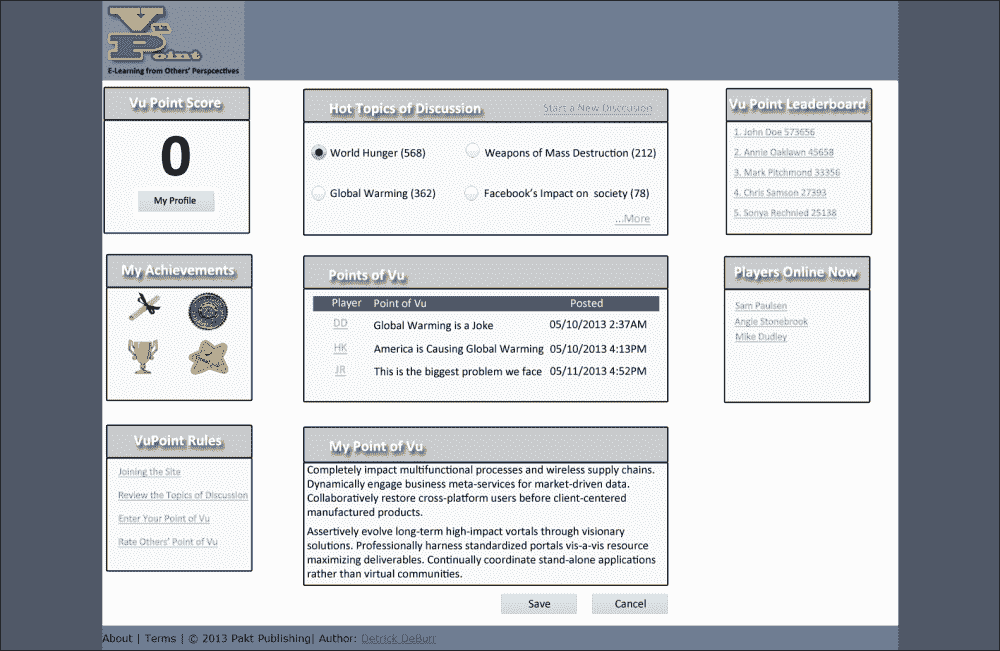 Vu
Point
E-Learning from Others' Perspcectives
Vu Point Score
0
My Profile
Hot Topics of Discussion
Start a New Discussion
World Hunger (568)
Weapons of Mass Destruction (212)
Global Warming (362)
Facebook's Impact on society (78)
...More
Vu Point Leaderboard
1. John Doe 573656
2. Annie Oaklawn 45658
3. Mark Pitchmond 33356
4. Chris Samson 27393
5. Sonya Rechnied 25138
My Achievements
Points of Vu
Player Point of Vu Posted
DD Global Warming is a Joke 05/10/2013 2:37AM
HK America is Causing Global Warming 05/10/2013 4:13PM
JR This is the biggest problem we face 05/11/2013 4:52PM
Players Online Now
Sam Paulsen
Angie Stonebrook
Mike Dudley
VuPoint Rules
Joining the Site
Review the Topics of Discussion
Enter Your Point of Vu
Rate Others' Point of Vu
My Point of Vu
Completely impact multifunctional processes and wireless supply chains.
Dynamically engage business meta-services for market-driven data.
Collaboratively restore cross-platform users before client-centered
manufactured products.
Assertively evolve long-term high-impact vortals through visionary
solutions. Professionally harness standardized portals vis-a-vis resource
maximizing deliverables. Continually coordinate stand-alone applications
rather than virtual communities.
Save
Cancel
About | Terms | © 2013 Pakt Publishing| Author: Detrick DeBurr